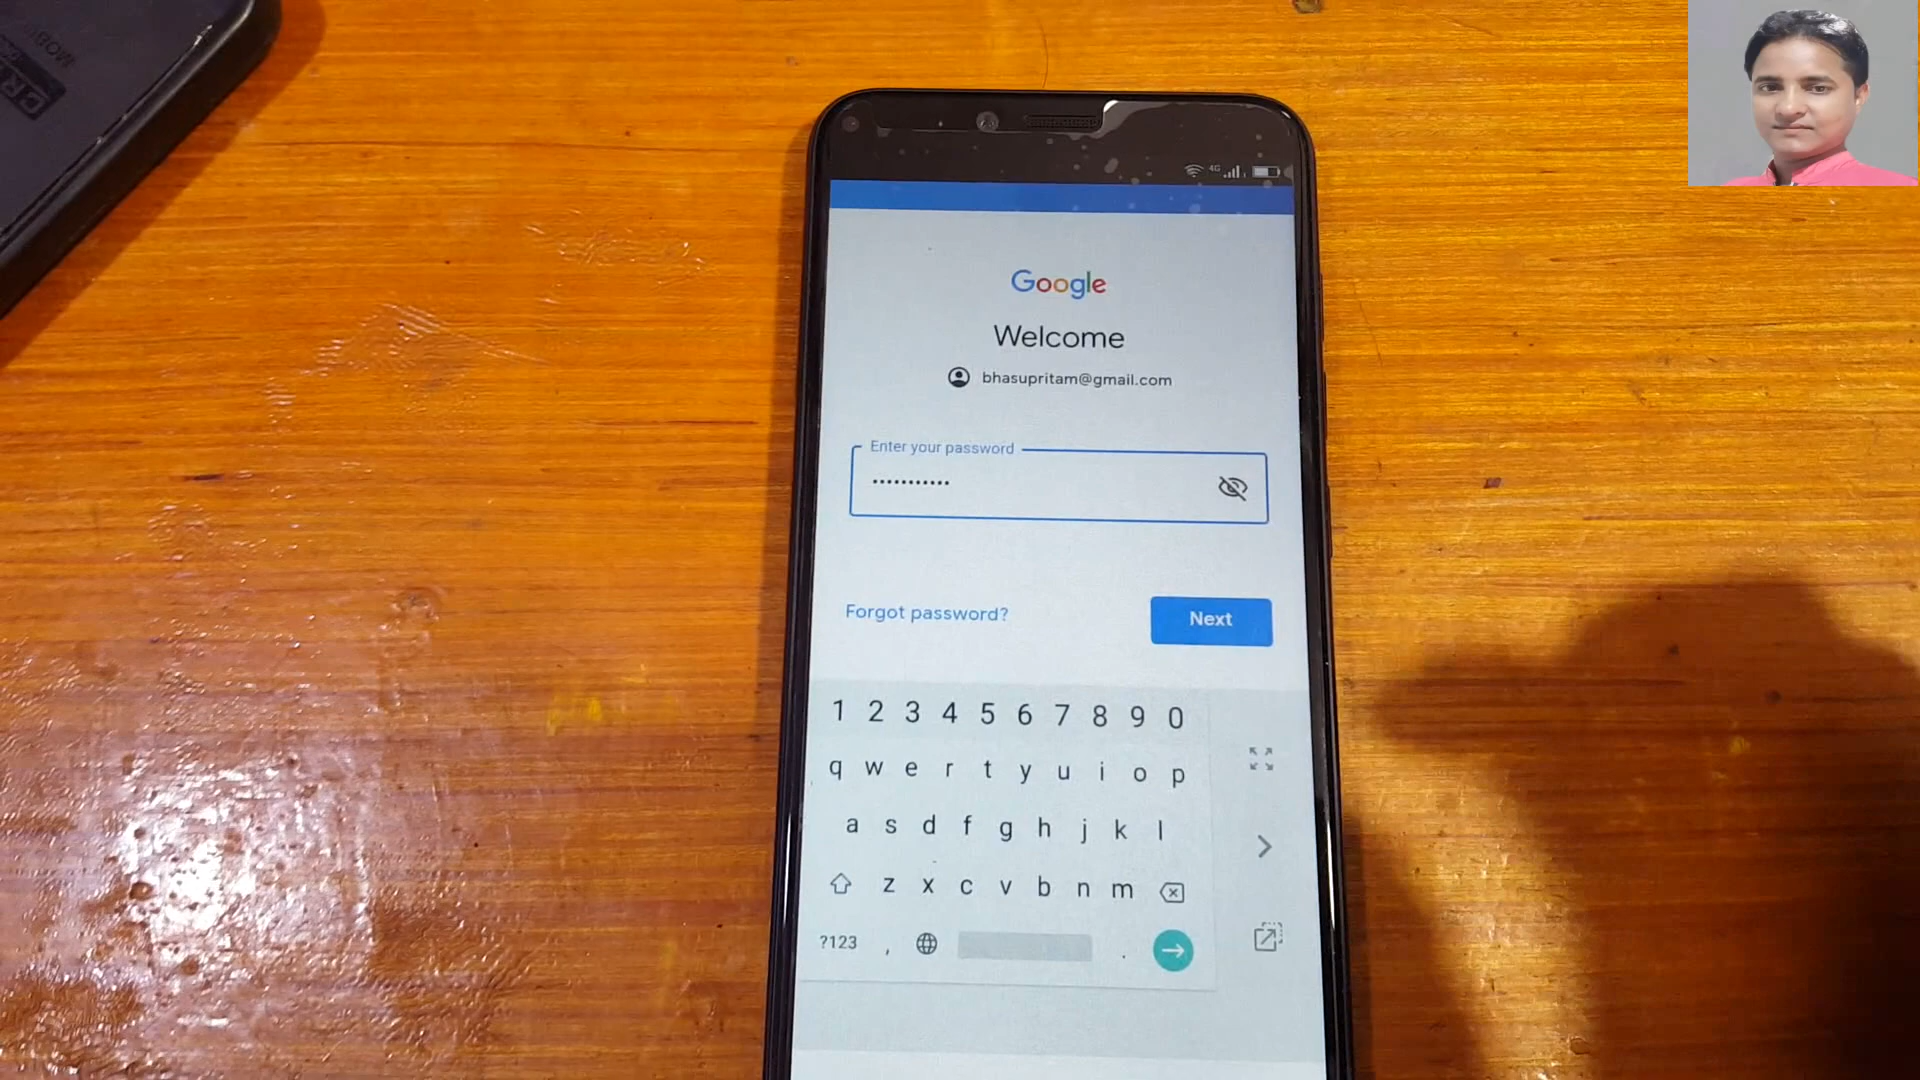 4G
Google
Welcome
bhasupritam@gmail.com
Enter your password
•••••••••••
Forgot password?
Next
1 2 3 4 5 6 7 8 9 0
q w e r t y u i o p
a s d f g h j k l
z x c v b n m
?123 , .